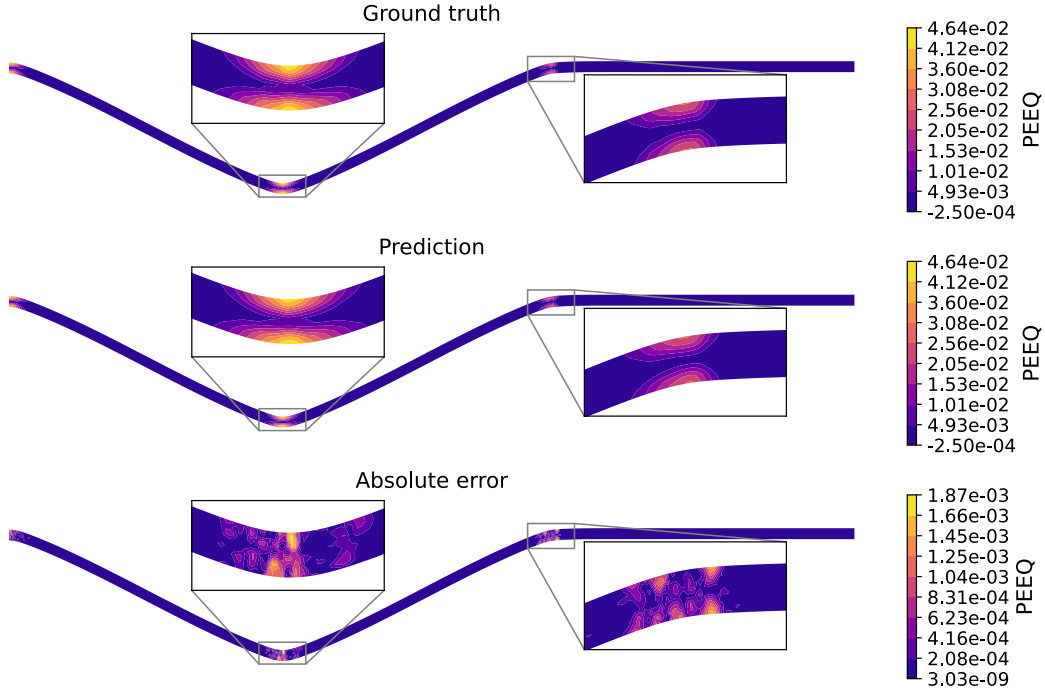 Ground truth
4.64e-02
4.12e-02
3.60e-02
3.08e-02
2.56e-02
2.05e-02
1.53e-02
1.01e-02
4.93e-03
-2.50e-04
PEEQ
Prediction
4.64e-02
4.12e-02
3.60e-02
3.08e-02
2.56e-02
2.05e-02
1.53e-02
1.01e-02
4.93e-03
-2.50e-04
PEEQ
Absolute error
1.87e-03
1.66e-03
1.45e-03
1.25e-03
1.04e-03
8.31e-04
6.23e-04
4.16e-04
2.08e-04
3.03e-09
PEEQ